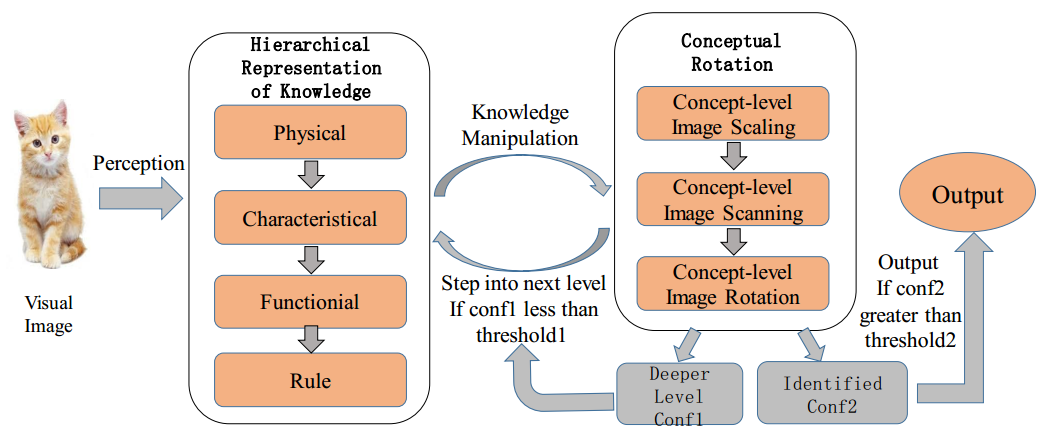 Visual
Image
Perception
Hierarchical
Representation
of Knowledge
Physical
Characteristical
Functionial
Rule
Knowledge
Manipulation
Step into next level
If conf1 less than
threshold1
Conceptual
Rotation
Concept-level
Image Scaling
Concept-level
Image Scanning
Concept-level
Image Rotation
Deeper
Level
Conf1
Identified
Conf2
Output
If conf2
greater than
threshold2
Output